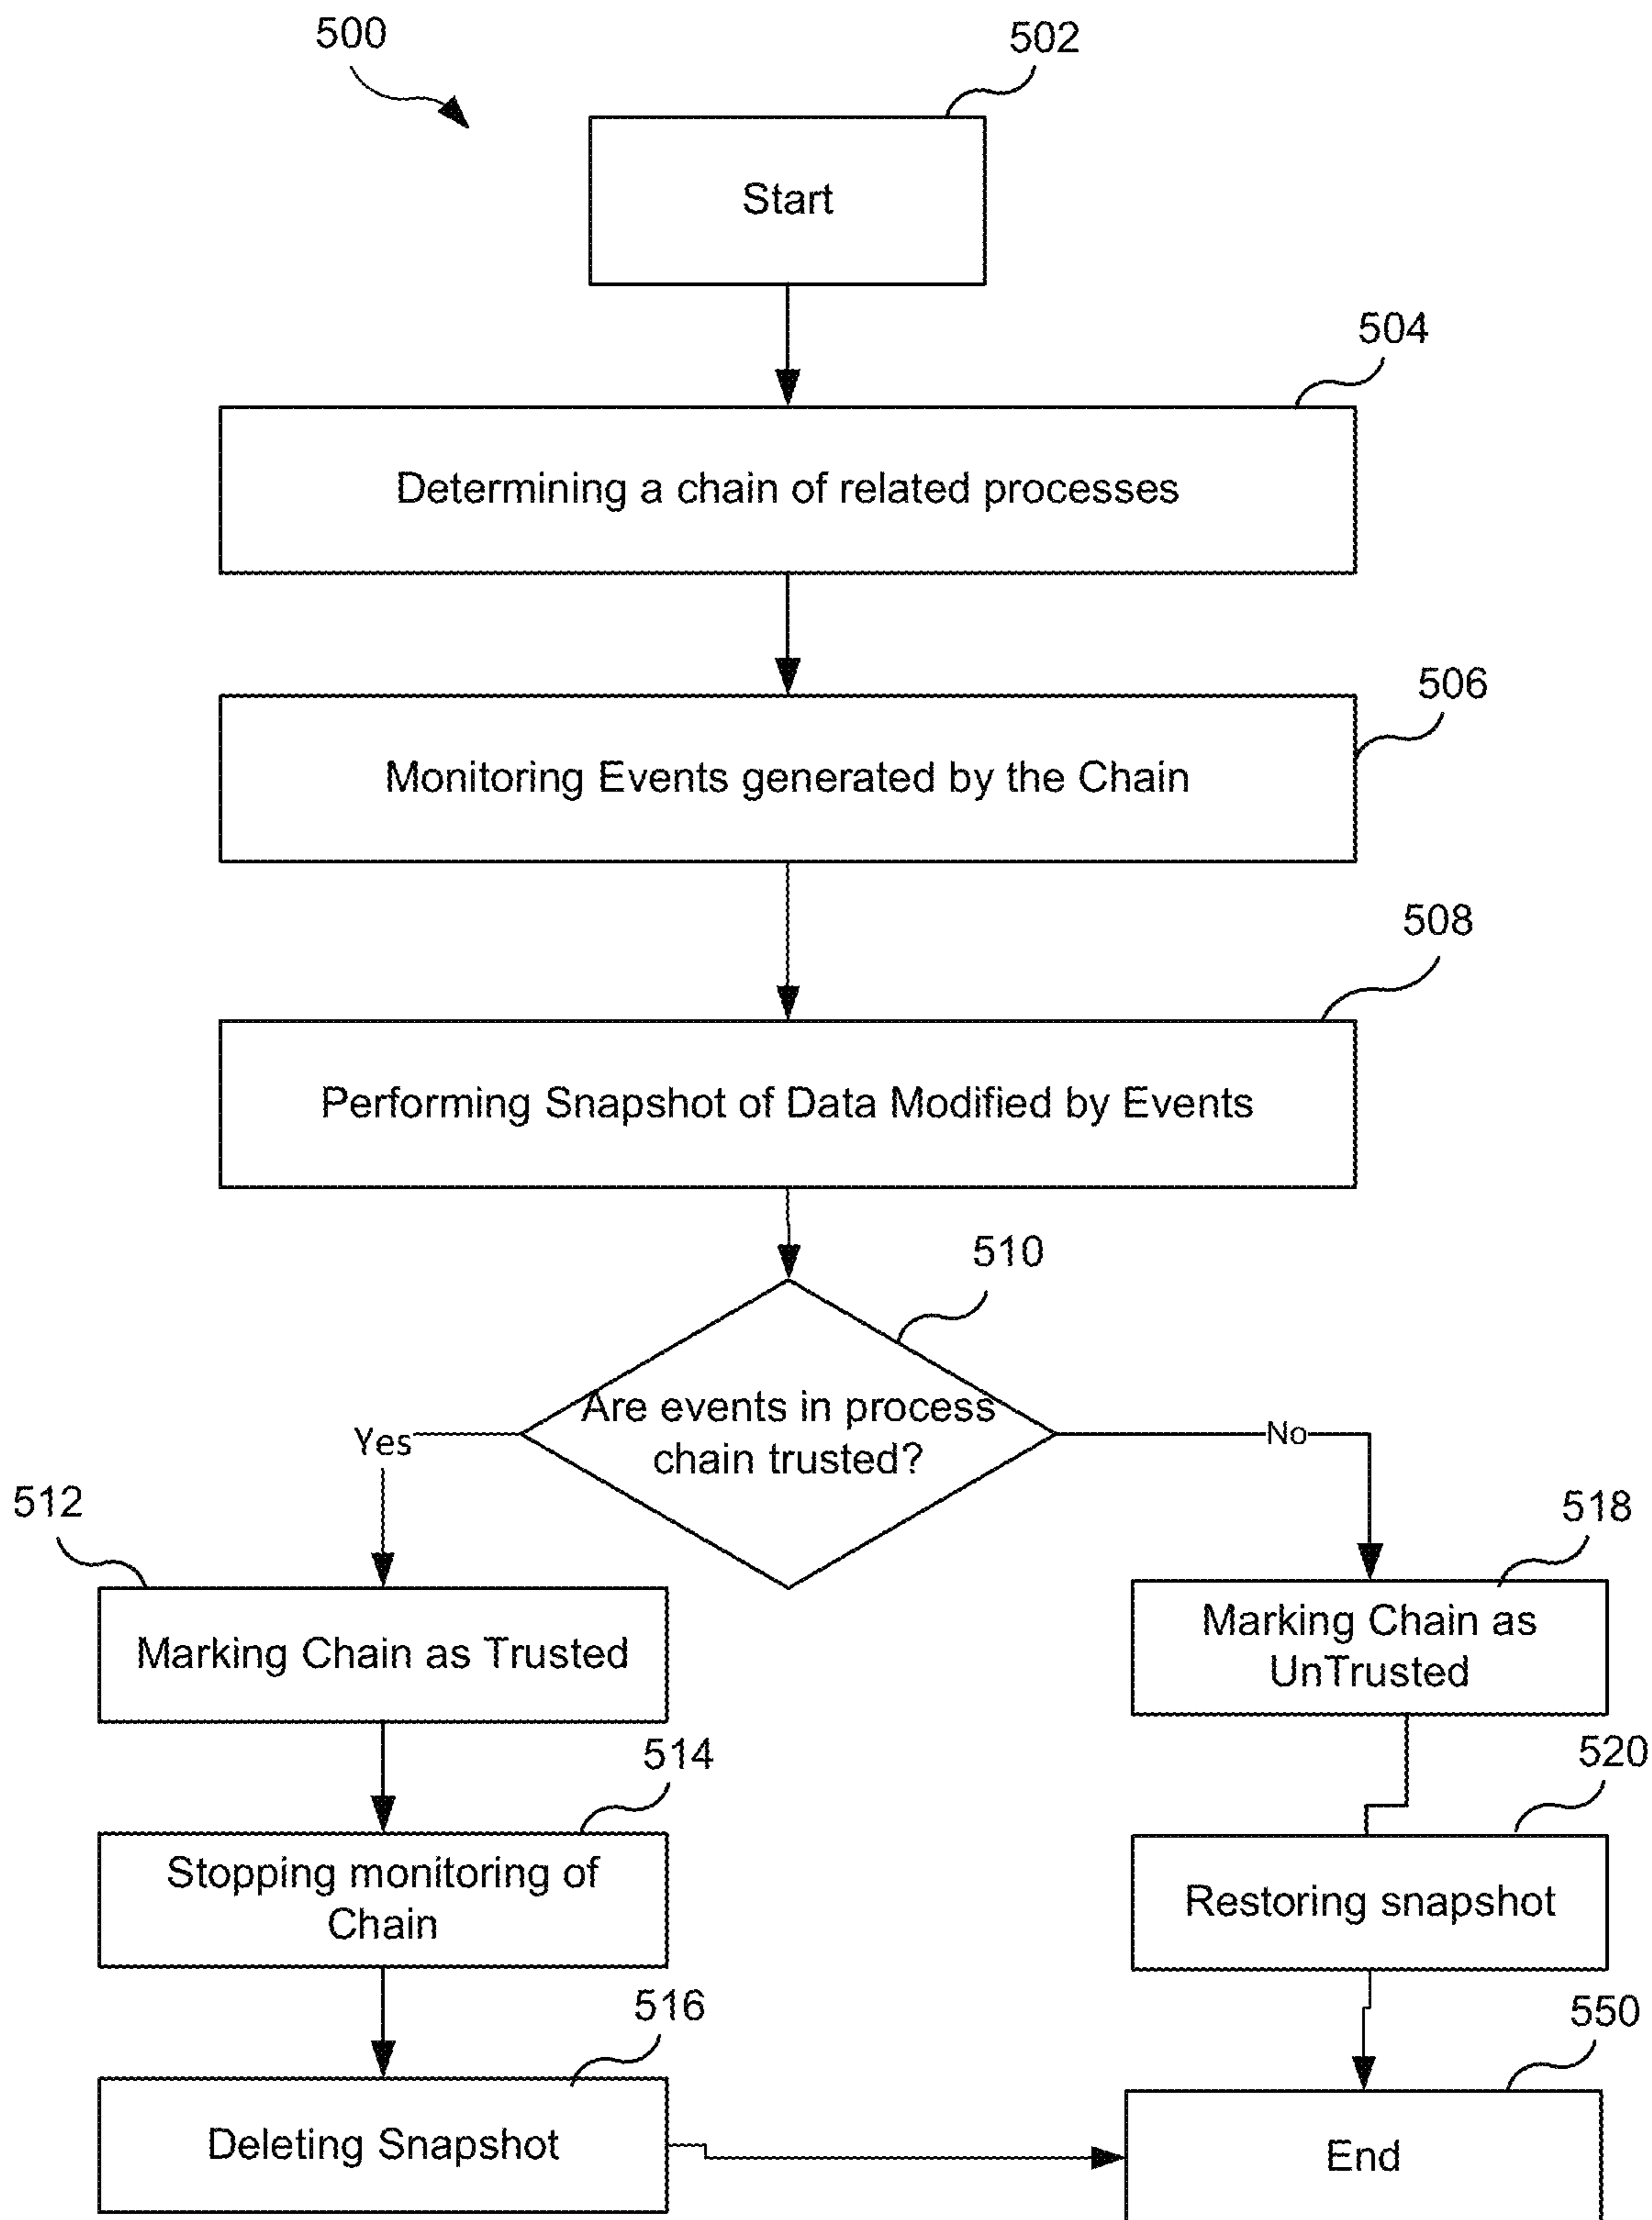 500
502
Start
504
Determining a chain of related processes
506
Monitoring Events generated by the Chain
508
Performing Snapshot of Data Modified by Events
510
Are events in process
chain trusted?
Yes
No
512
518
Marking Chain as Trusted
Marking Chain as
UnTrusted
514
520
Stopping monitoring of
Chain
Restoring snapshot
516
550
Deleting Snapshot
End